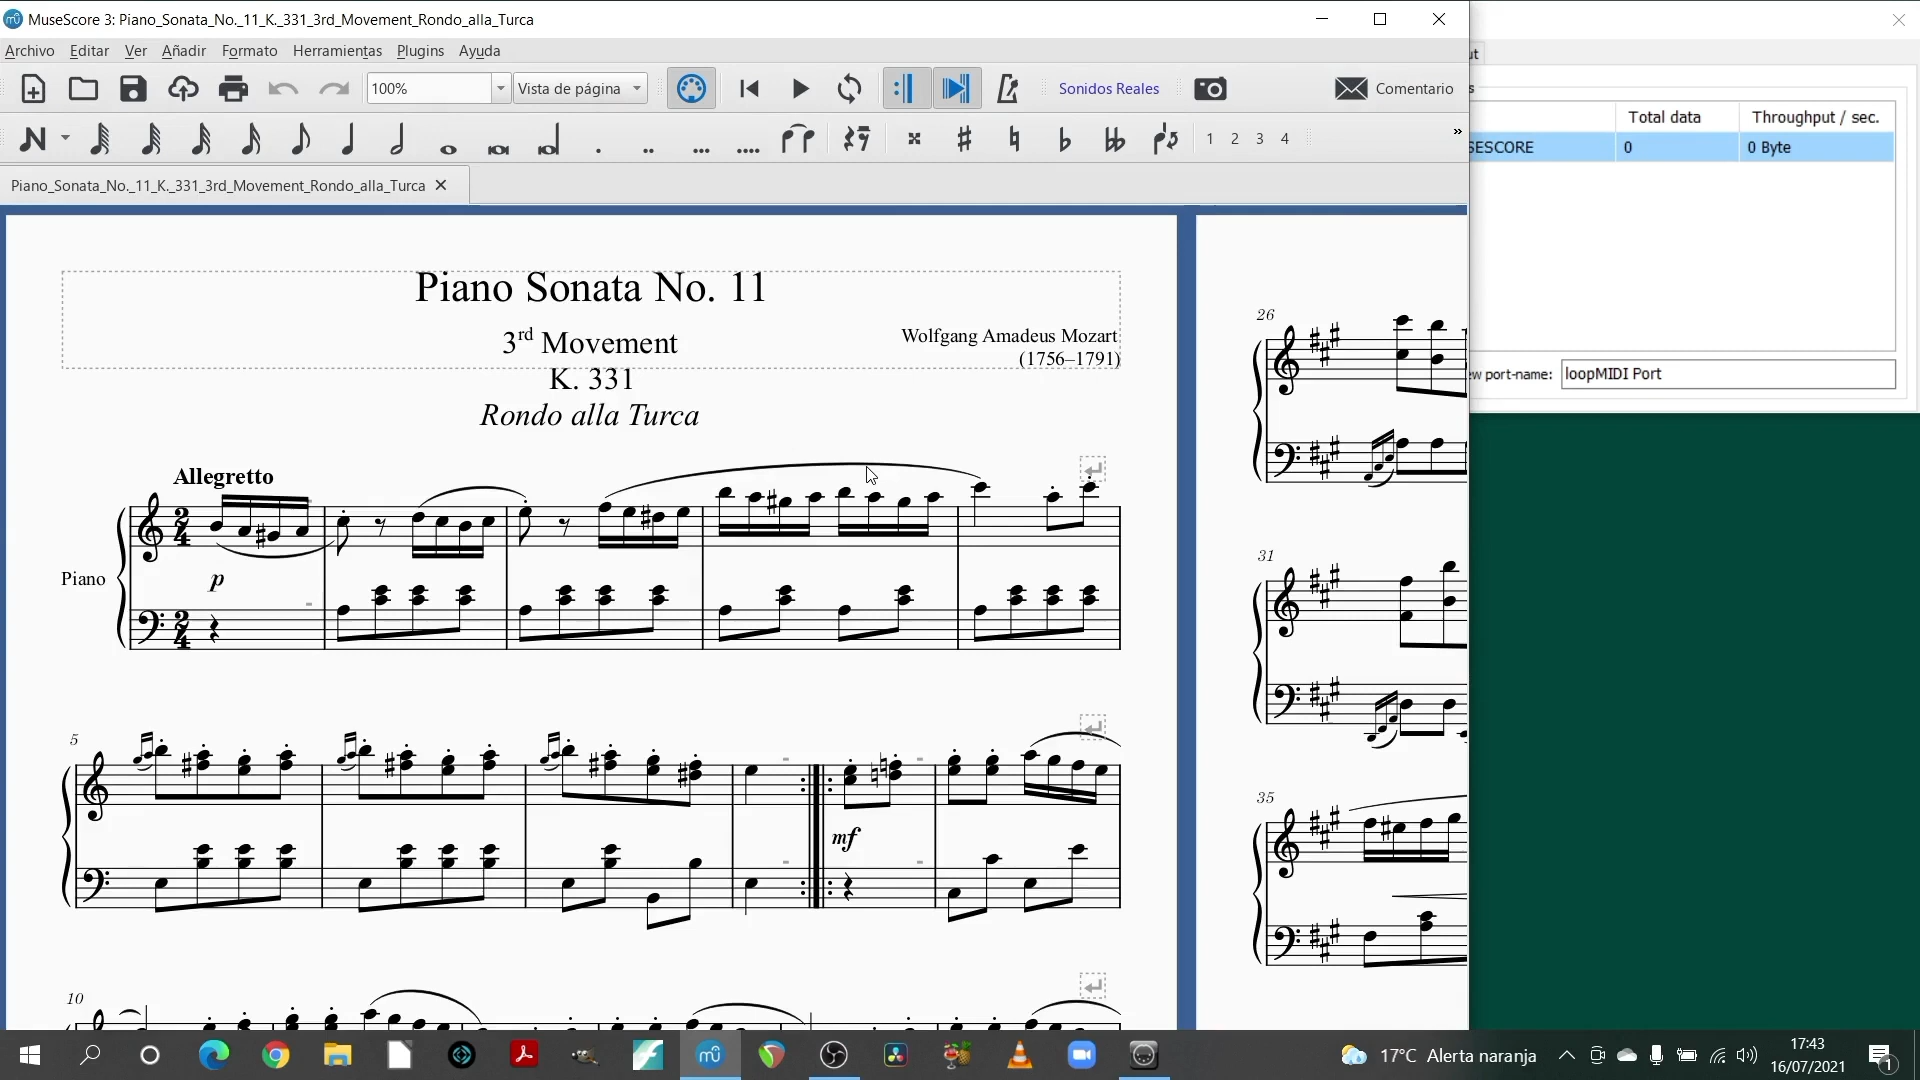 MuseScore 3: Piano_Sonata_No._11_K._331_3rd_Movement_Rondo_alla_Turca
Archivo Editar Ver Añadir Formato Herramientas Plugins Ayuda
100% Vista de página Sonidos Reales Comentario
1 2 3 4 »
Piano_Sonata_No._11_K._331_3rd_Movement_Rondo_alla_Turca
Piano Sonata No. 11
3rd Movement
Wolfgang Amadeus Mozart
(1756–1791)
K. 331
Rondo alla Turca
Allegretto
Piano
p
5
mf
10
26
31
35
Total data Throughput / sec.
SESCORE 0 0 Byte
port-name: loopMIDI Port
17°C Alerta naranja
17:43
16/07/2021
1